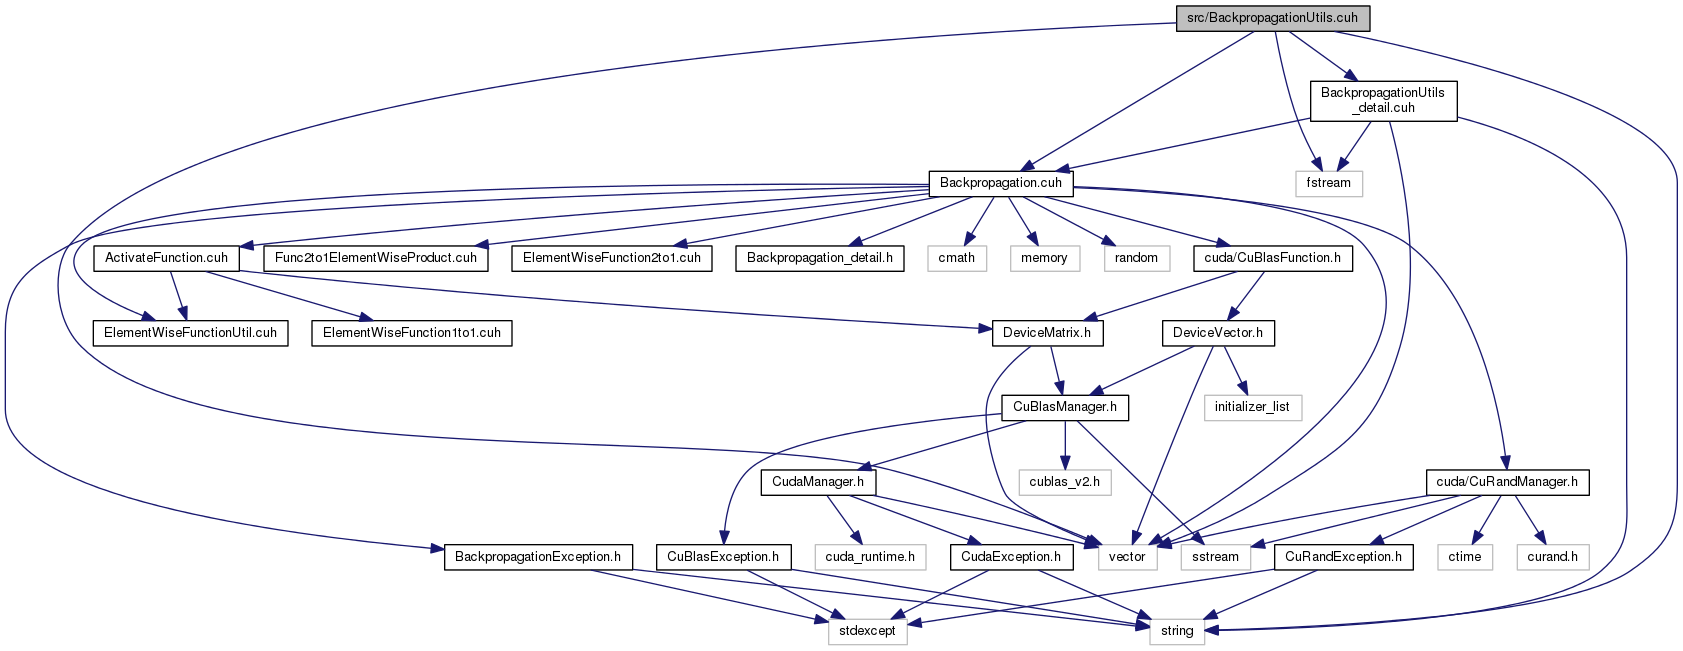 src/BackpropagationUtils.cuh
BackpropagationUtils
_detail.cuh
Backpropagation.cuh
fstream
ActivateFunction.cuh
Func2to1ElementWiseProduct.cuh
ElementWiseFunction2to1.cuh
Backpropagation_detail.h
cmath
memory
random
cuda/CuBlasFunction.h
ElementWiseFunctionUtil.cuh
ElementWiseFunction1to1.cuh
DeviceMatrix.h
DeviceVector.h
CuBlasManager.h
initializer_list
CudaManager.h
cublas_v2.h
cuda/CuRandManager.h
BackpropagationException.h
CuBlasException.h
cuda_runtime.h
CudaException.h
vector
sstream
CuRandException.h
ctime
curand.h
stdexcept
string